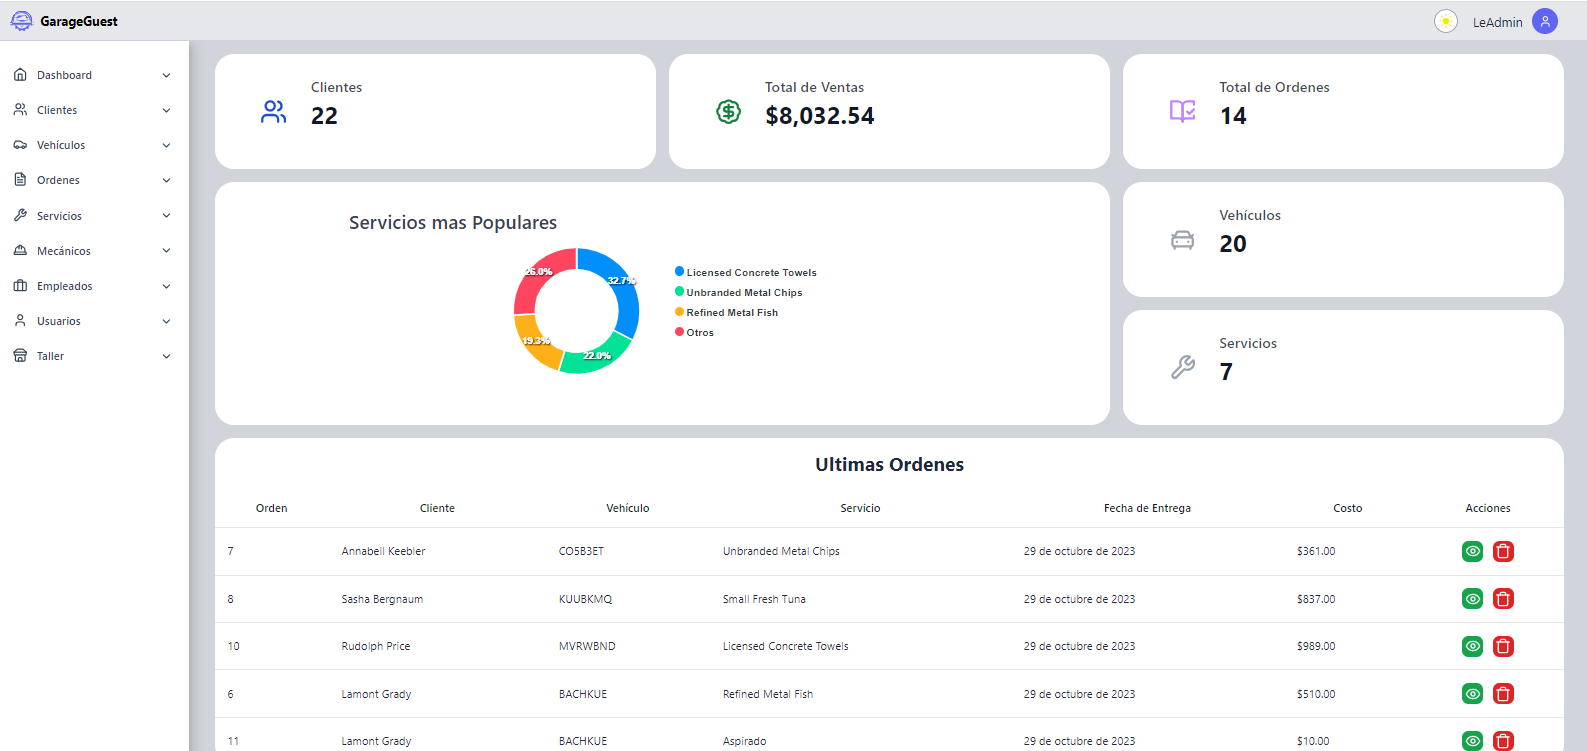 GarageGuest
LeAdmin
Dashboard
Clientes
Vehículos
Ordenes
Servicios
Mecánicos
Empleados
Usuarios
Taller
Clientes
22
Total de Ventas
$8,032.54
Total de Ordenes
14
Servicios mas Populares
26.0%
32.7%
19.3%
22.0%
Licensed Concrete Towels
Unbranded Metal Chips
Refined Metal Fish
Otros
Vehículos
20
Servicios
7
Ultimas Ordenes
Orden Cliente Vehículo Servicio Fecha de Entrega Costo Acciones
7 Annabell Keebler CO5B3ET Unbranded Metal Chips 29 de octubre de 2023 $361.00
8 Sasha Bergnaum KUUBKMQ Small Fresh Tuna 29 de octubre de 2023 $837.00
10 Rudolph Price MVRWBND Licensed Concrete Towels 29 de octubre de 2023 $989.00
6 Lamont Grady BACHKUE Refined Metal Fish 29 de octubre de 2023 $510.00
11 Lamont Grady BACHKUE Aspirado 29 de octubre de 2023 $10.00